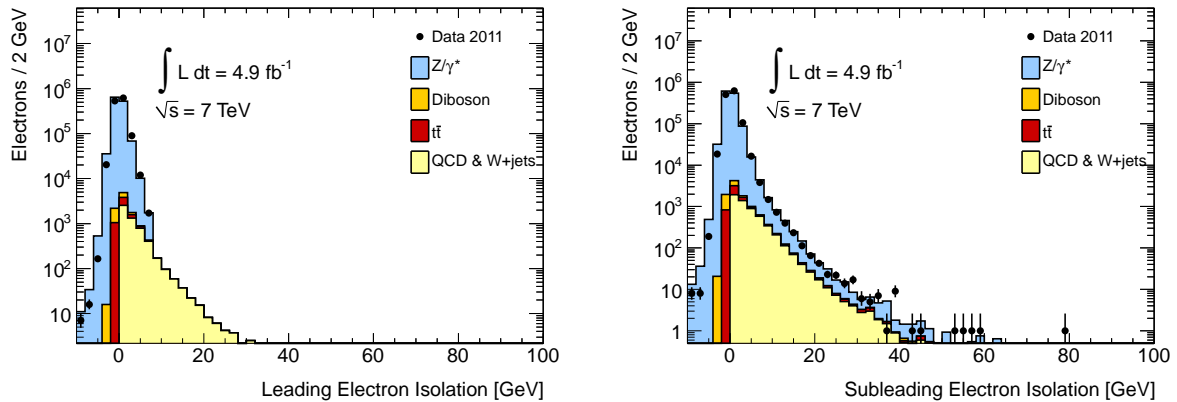 Electrons / 2 GeV
10^7
10^6
10^5
10^4
10^3
10^2
10
0 20 40 60 80 100
Leading Electron Isolation [GeV]
∫ L dt = 4.9 fb^-1
√s = 7 TeV
Data 2011
Z/γ*
Diboson
tt̄
QCD & W+jets
Electrons / 2 GeV
10^7
10^6
10^5
10^4
10^3
10^2
10
1
0 20 40 60 80 100
Subleading Electron Isolation [GeV]
∫ L dt = 4.9 fb^-1
√s = 7 TeV
Data 2011
Z/γ*
Diboson
tt̄
QCD & W+jets